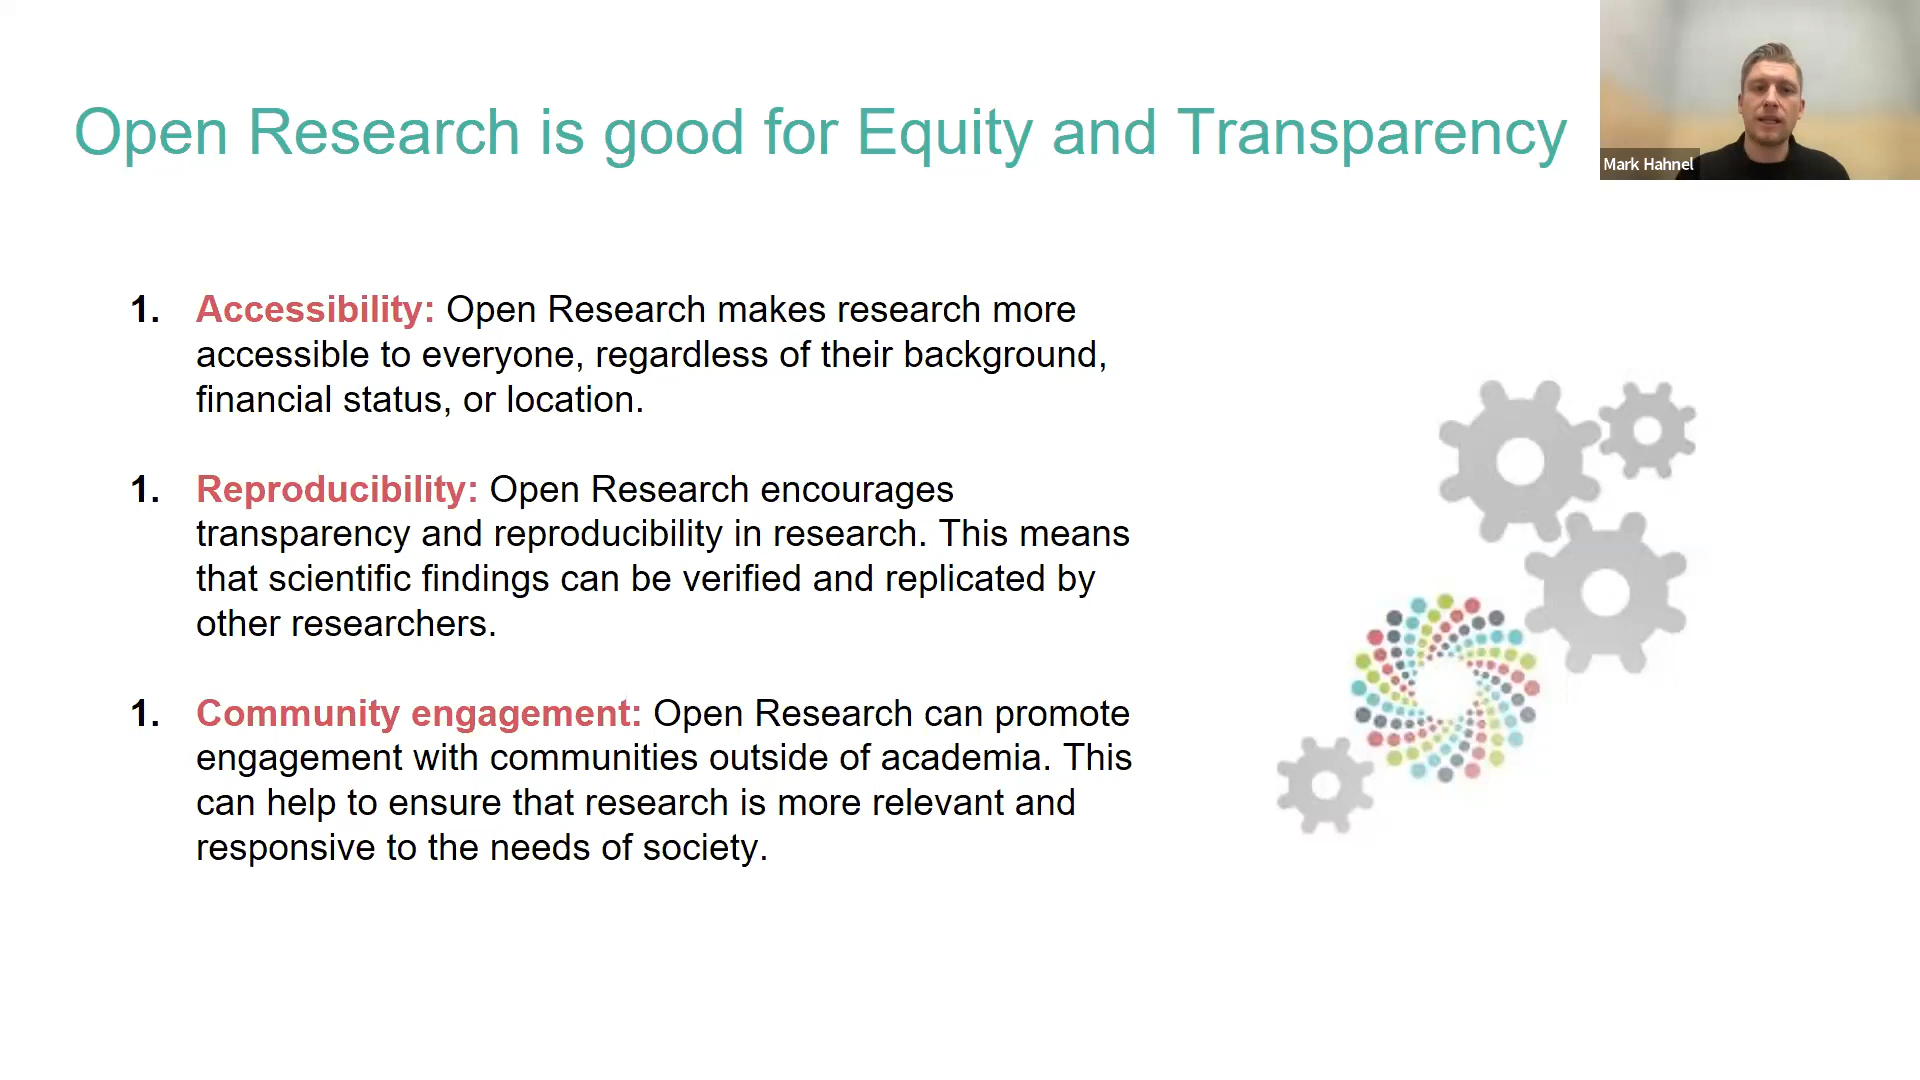 Open Research is good for Equity and Transparency
Mark Hahnel
1. Accessibility: Open Research makes research more
accessible to everyone, regardless of their background,
financial status, or location.
1. Reproducibility: Open Research encourages
transparency and reproducibility in research. This means
that scientific findings can be verified and replicated by
other researchers.
1. Community engagement: Open Research can promote
engagement with communities outside of academia. This
can help to ensure that research is more relevant and
responsive to the needs of society.